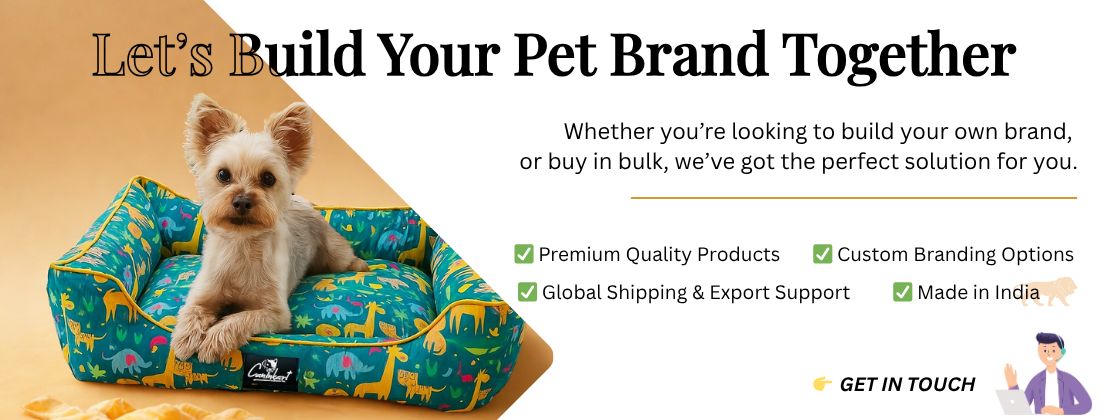 Let's Build Your Pet Brand Together
Whether you're looking to build your own brand,
or buy in bulk, we've got the perfect solution for you.
✅ Premium Quality Products ✅ Custom Branding Options
✅ Global Shipping & Export Support ✅ Made in India
👉 GET IN TOUCH